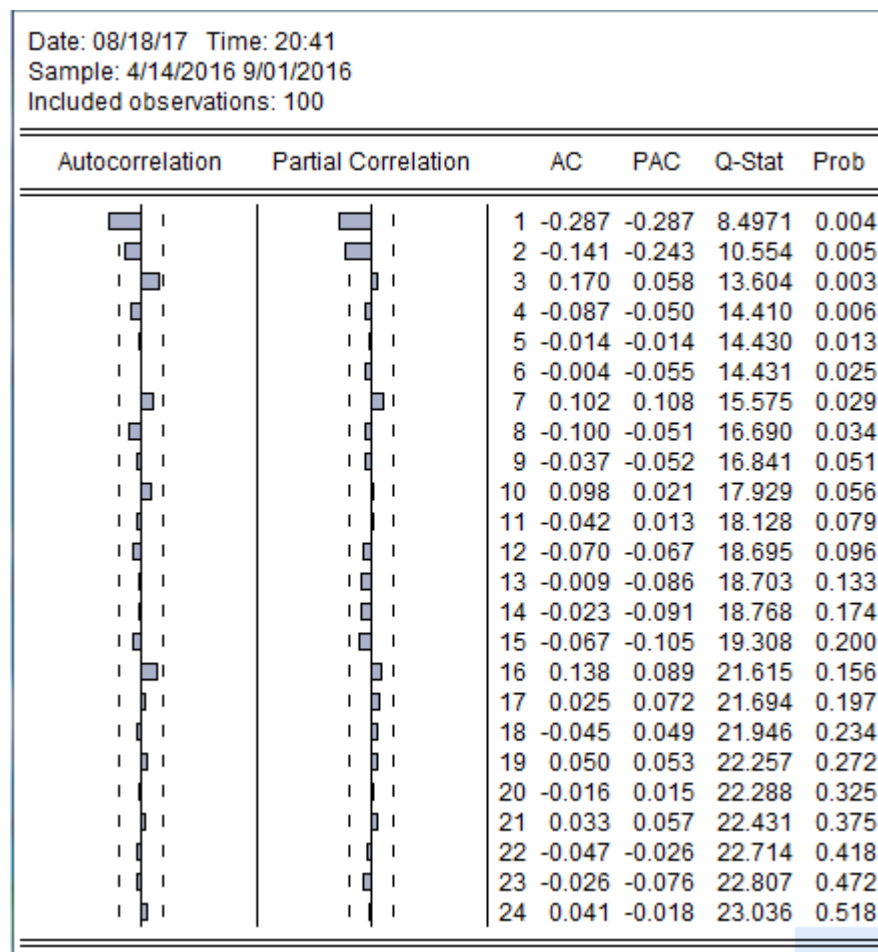 Date: 08/18/17 Time: 20:41
Sample: 4/14/2016 9/01/2016
Included observations: 100
Autocorrelation Partial Correlation AC PAC Q-Stat Prob
1 -0.287 -0.287 8.4971 0.004
2 -0.141 -0.243 10.554 0.005
3 0.170 0.058 13.604 0.003
4 -0.087 -0.050 14.410 0.006
5 -0.014 -0.014 14.430 0.013
6 -0.004 -0.055 14.431 0.025
7 0.102 0.108 15.575 0.029
8 -0.100 -0.051 16.690 0.034
9 -0.037 -0.052 16.841 0.051
10 0.098 0.021 17.929 0.056
11 -0.042 0.013 18.128 0.079
12 -0.070 -0.067 18.695 0.096
13 -0.009 -0.086 18.703 0.133
14 -0.023 -0.091 18.768 0.174
15 -0.067 -0.105 19.308 0.200
16 0.138 0.089 21.615 0.156
17 0.025 0.072 21.694 0.197
18 -0.045 0.049 21.946 0.234
19 0.050 0.053 22.257 0.272
20 -0.016 0.015 22.288 0.325
21 0.033 0.057 22.431 0.375
22 -0.047 -0.026 22.714 0.418
23 -0.026 -0.076 22.807 0.472
24 0.041 -0.018 23.036 0.518